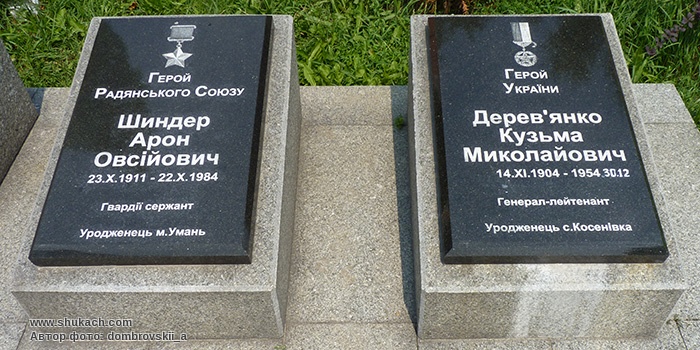 Герой
Радянського Союзу
Шиндер
Арон
Овсійович
23.X.1911 - 22.X.1984
Гвардії сержант
Уродженець м.Умань
Герой
України
Дерев'янко
Кузьма
Миколайович
14.XI.1904 - 1954.30.12
Генерал-лейтенант
Уродженець с.Косенівка
www.shukach.com
Автор фото: dombrovskii_a